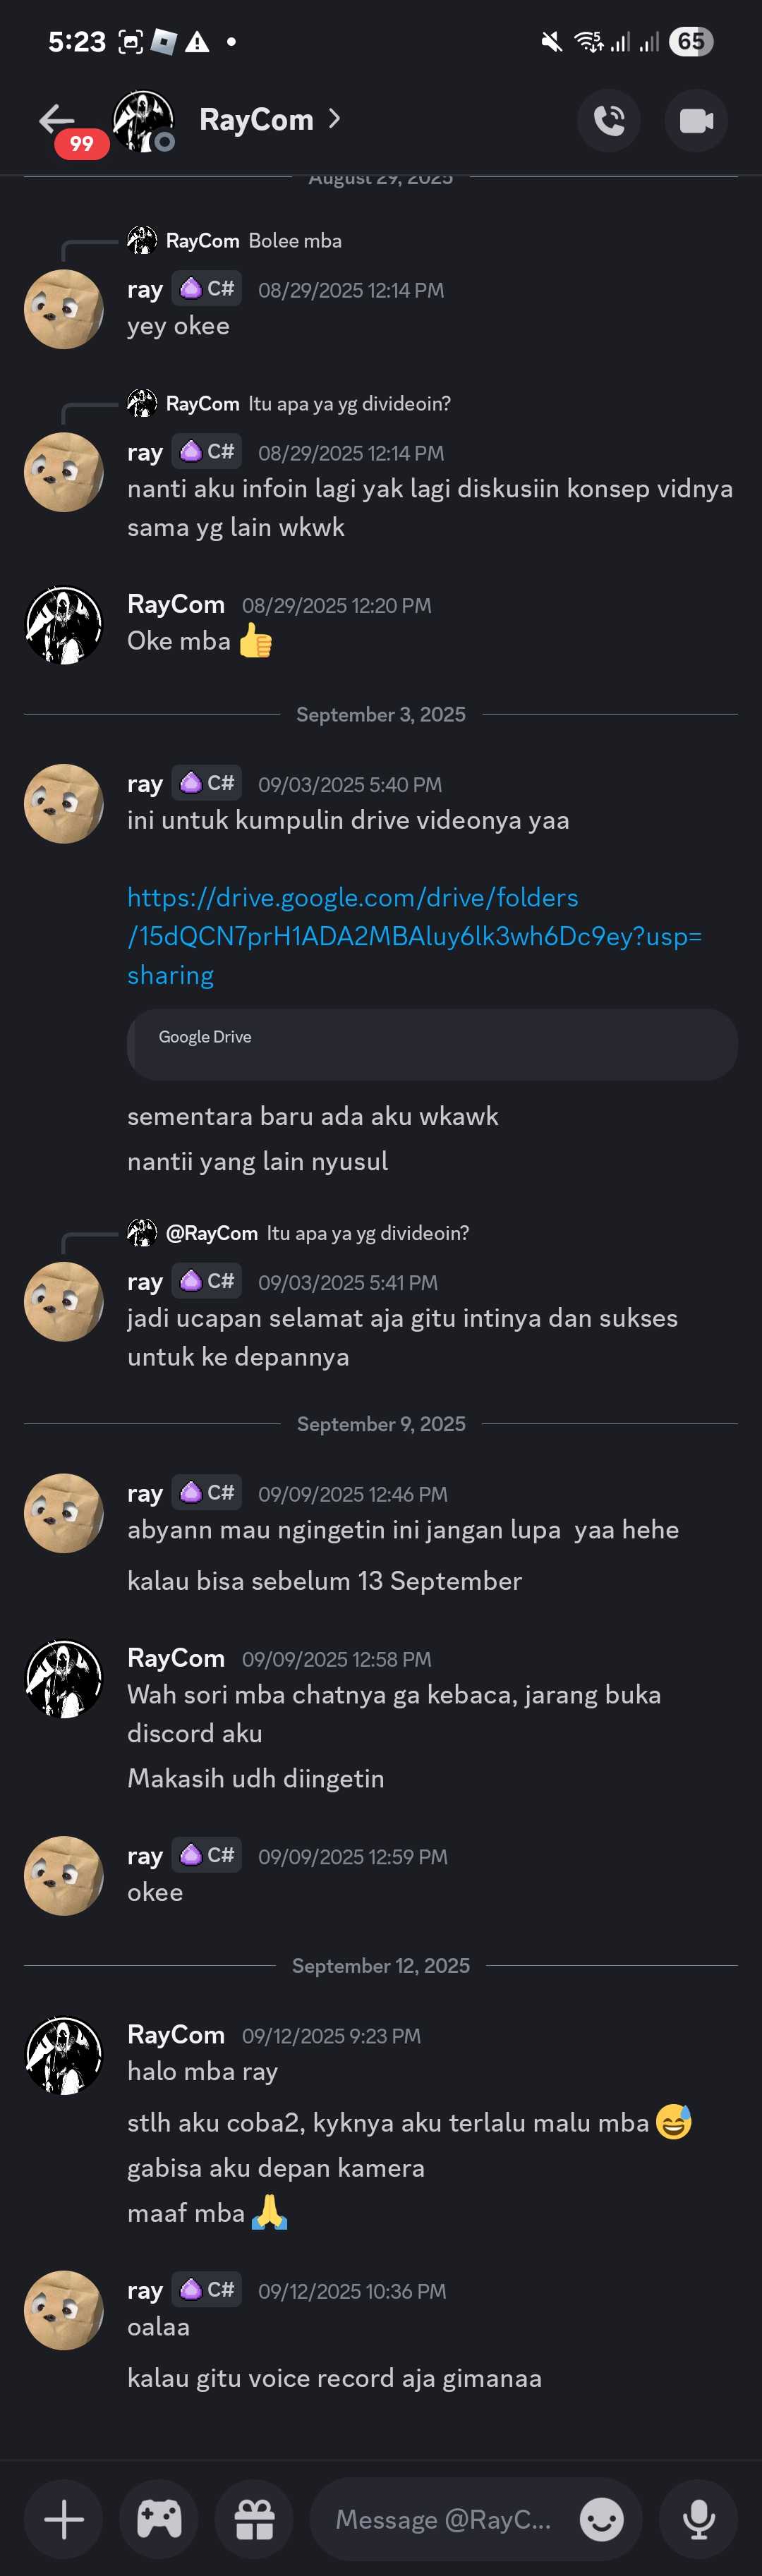 5:23
65
99
RayCom
August 29, 2025
RayCom Bolee mba
ray C# 08/29/2025 12:14 PM
yey okee
RayCom Itu apa ya yg divideoin?
ray C# 08/29/2025 12:14 PM
nanti aku infoin lagi yak lagi diskusiin konsep vidnya
sama yg lain wkwk
RayCom 08/29/2025 12:20 PM
Oke mba 👍
September 3, 2025
ray C# 09/03/2025 5:40 PM
ini untuk kumpulin drive videonya yaa
https://drive.google.com/drive/folders
/15dQCN7prH1ADA2MBAluy6lk3wh6Dc9ey?usp=
sharing
Google Drive
sementara baru ada aku wkawk
nantii yang lain nyusul
@RayCom Itu apa ya yg divideoin?
ray C# 09/03/2025 5:41 PM
jadi ucapan selamat aja gitu intinya dan sukses
untuk ke depannya
September 9, 2025
ray C# 09/09/2025 12:46 PM
abyann mau ngingetin ini jangan lupa  yaa hehe
kalau bisa sebelum 13 September
RayCom 09/09/2025 12:58 PM
Wah sori mba chatnya ga kebaca, jarang buka
discord aku
Makasih udh diingetin
ray C# 09/09/2025 12:59 PM
okee
September 12, 2025
RayCom 09/12/2025 9:23 PM
halo mba ray
stlh aku coba2, kyknya aku terlalu malu mba 😅
gabisa aku depan kamera
maaf mba 🙏
ray C# 09/12/2025 10:36 PM
oalaa
kalau gitu voice record aja gimanaa
Message @RayC...